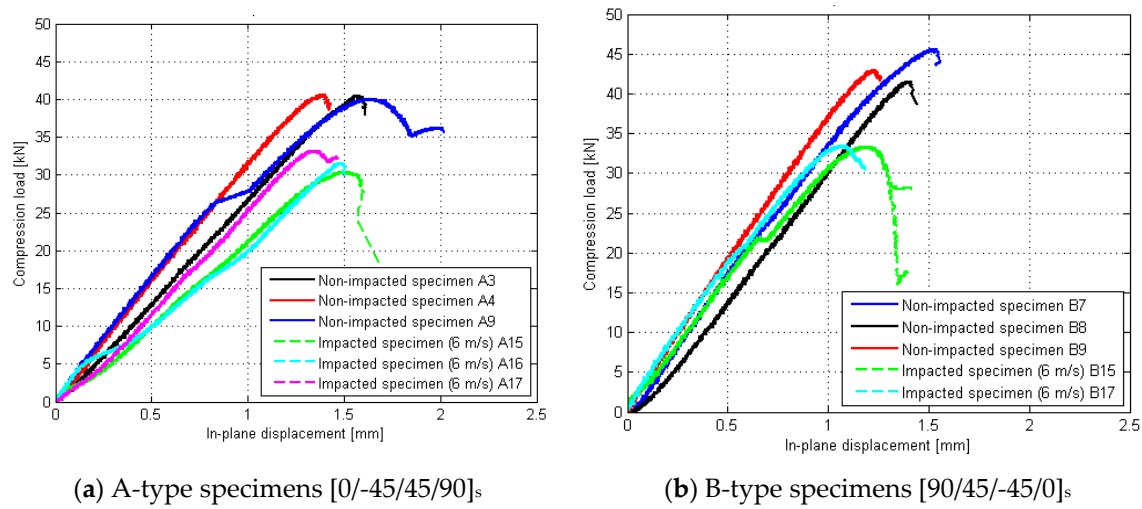 50
45
40
35
30
25
20
15
10
5
0
Compression load [kN]
0
0.5
1
1.5
2
2.5
In-plane displacement [mm]
Non-impacted specimen A3
Non-impacted specimen A4
Non-impacted specimen A9
Impacted specimen (6 m/s) A15
Impacted specimen (6 m/s) A16
Impacted specimen (6 m/s) A17
(a) A-type specimens [0/-45/45/90]s
50
45
40
35
30
25
20
15
10
5
0
Compression load [kN]
0
0.5
1
1.5
2
2.5
In-plane displacement [mm]
Non-impacted specimen B7
Non-impacted specimen B8
Non-impacted specimen B9
Impacted specimen (6 m/s) B15
Impacted specimen (6 m/s) B17
(b) B-type specimens [90/45/-45/0]s